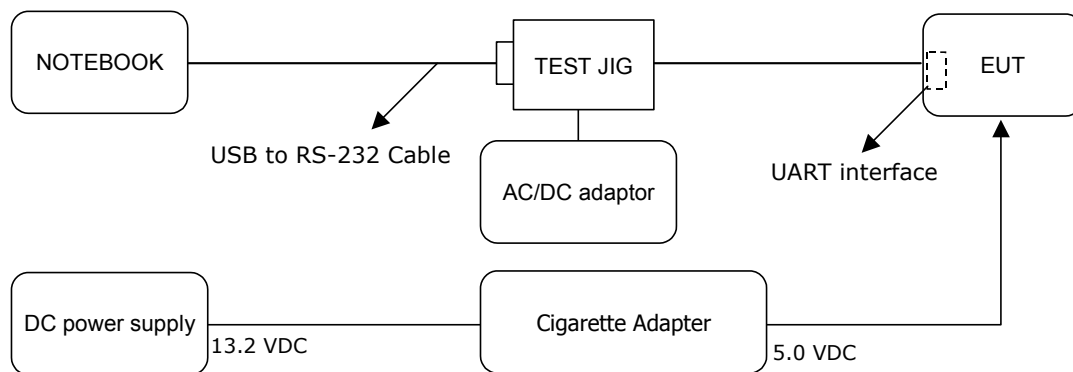 NOTEBOOK
TEST JIG
EUT
USB to RS-232 Cable
UART interface
AC/DC adaptor
DC power supply
13.2 VDC
Cigarette Adapter
5.0 VDC